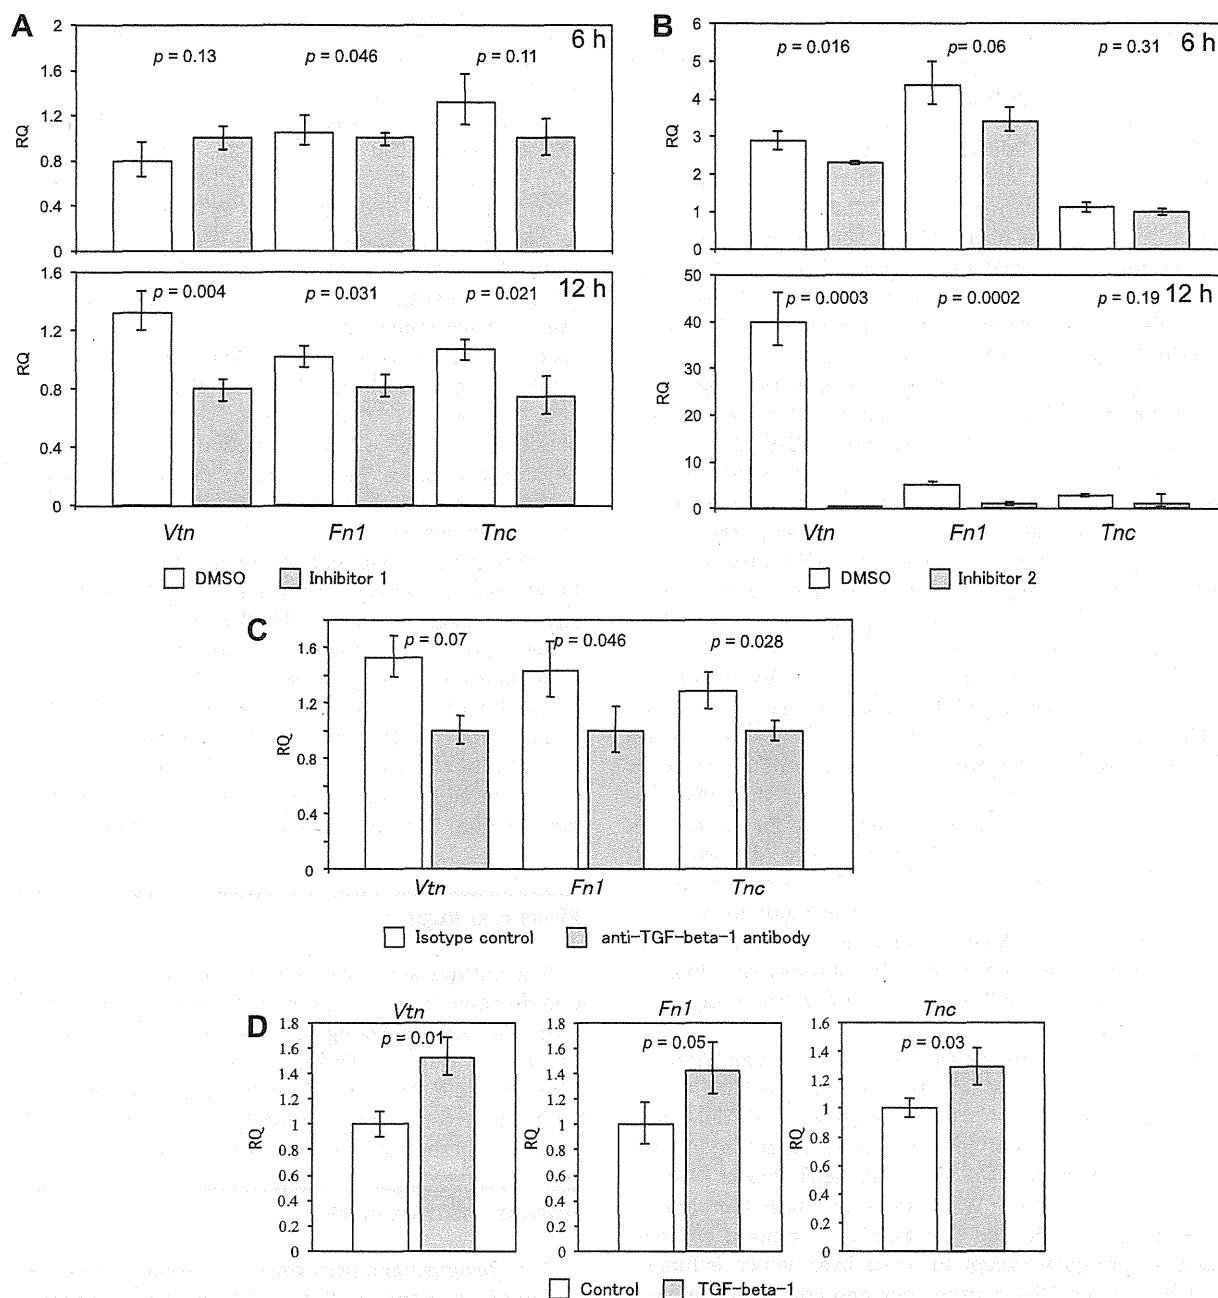 A
2
1.6
1.2
0.8
0.4
0
RQ
6 h
p = 0.13
p = 0.046
p = 0.11
1.6
1.2
0.8
0.4
0
RQ
12 h
p = 0.004
p = 0.031
p = 0.021
Vtn
Fn1
Tnc
DMSO
Inhibitor 1
B
6
5
4
3
2
1
0
RQ
6 h
p = 0.016
p= 0.06
p = 0.31
50
40
30
20
10
0
RQ
12 h
p = 0.0003
p = 0.0002
p = 0.19
Vtn
Fn1
Tnc
DMSO
Inhibitor 2
C
1.6
1.2
0.8
0.4
0
RQ
p = 0.07
p = 0.046
p = 0.028
Vtn
Fn1
Tnc
Isotype control
anti-TGF-beta-1 antibody
D
Vtn
1.8
1.6
1.4
1.2
1
0.8
0.6
0.4
0.2
0
RQ
p = 0.01
Fn1
1.8
1.6
1.4
1.2
1
0.8
0.6
0.4
0.2
0
RQ
p = 0.05
Tnc
1.6
1.4
1.2
1
0.8
0.6
0.4
0.2
0
RQ
p = 0.03
Control
TGF-beta-1